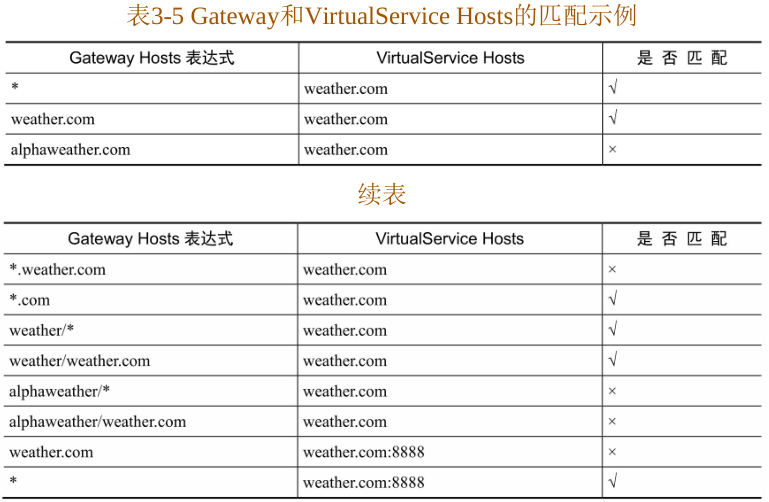 表3-5 Gateway和VirtualService Hosts的匹配示例
Gateway Hosts 表达式 VirtualService Hosts 是否匹配
* weather.com √
weather.com weather.com √
alphaweather.com weather.com ×
续表
Gateway Hosts 表达式 VirtualService Hosts 是否匹配
*.weather.com weather.com ×
*.com weather.com √
weather/* weather.com √
weather/weather.com weather.com √
alphaweather/* weather.com ×
alphaweather/weather.com weather.com ×
weather.com weather.com:8888 ×
* weather.com:8888 √